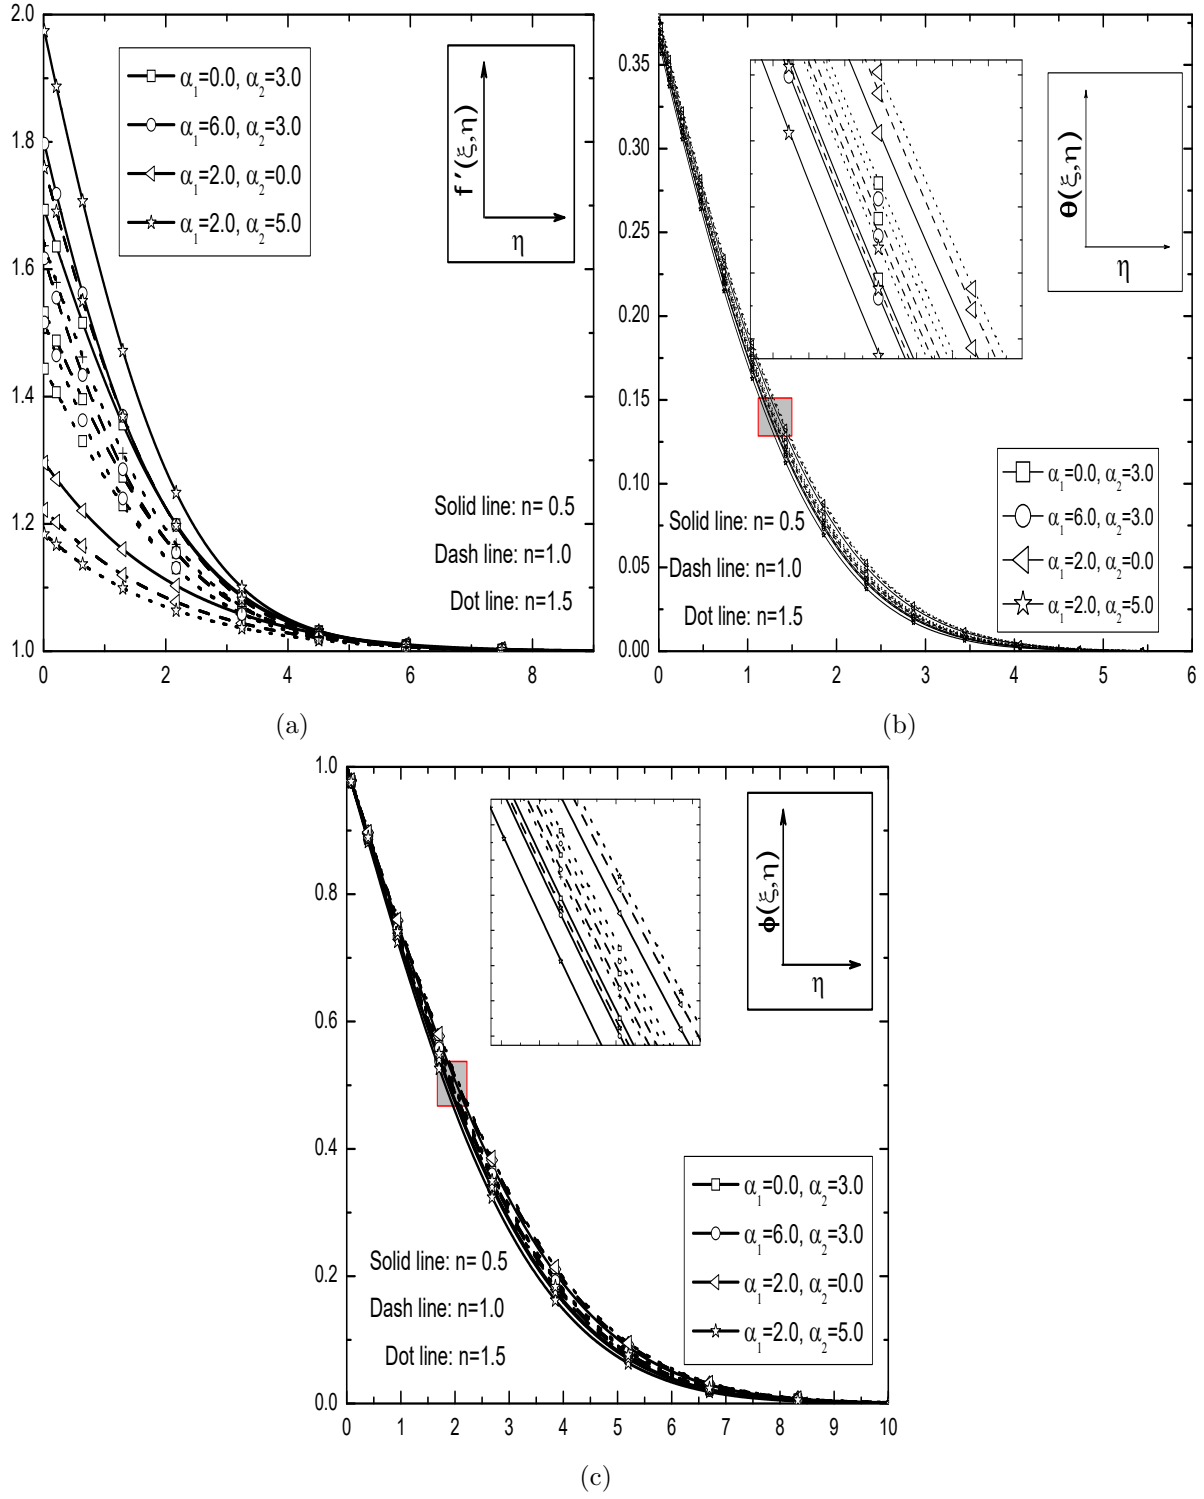 2.0
1.8
1.6
1.4
1.2
1.0
0
2
4
6
8
α₁=0.0, α₂=3.0
α₁=6.0, α₂=3.0
α₁=2.0, α₂=0.0
α₁=2.0, α₂=5.0
f ′(ξ,η)
η
Solid line: n= 0.5
Dash line: n=1.0
Dot line: n=1.5
(a)
0.35
0.30
0.25
0.20
0.15
0.10
0.05
0.00
0
1
2
3
4
5
6
θ(ξ,η)
η
Solid line: n= 0.5
Dash line: n=1.0
Dot line: n=1.5
α₁=0.0, α₂=3.0
α₁=6.0, α₂=3.0
α₁=2.0, α₂=0.0
α₁=2.0, α₂=5.0
(b)
1.0
0.8
0.6
0.4
0.2
0.0
0
1
2
3
4
5
6
7
8
9
10
ϕ(ξ,η)
η
Solid line: n= 0.5
Dash line: n=1.0
Dot line: n=1.5
α₁=0.0, α₂=3.0
α₁=6.0, α₂=3.0
α₁=2.0, α₂=0.0
α₁=2.0, α₂=5.0
(c)